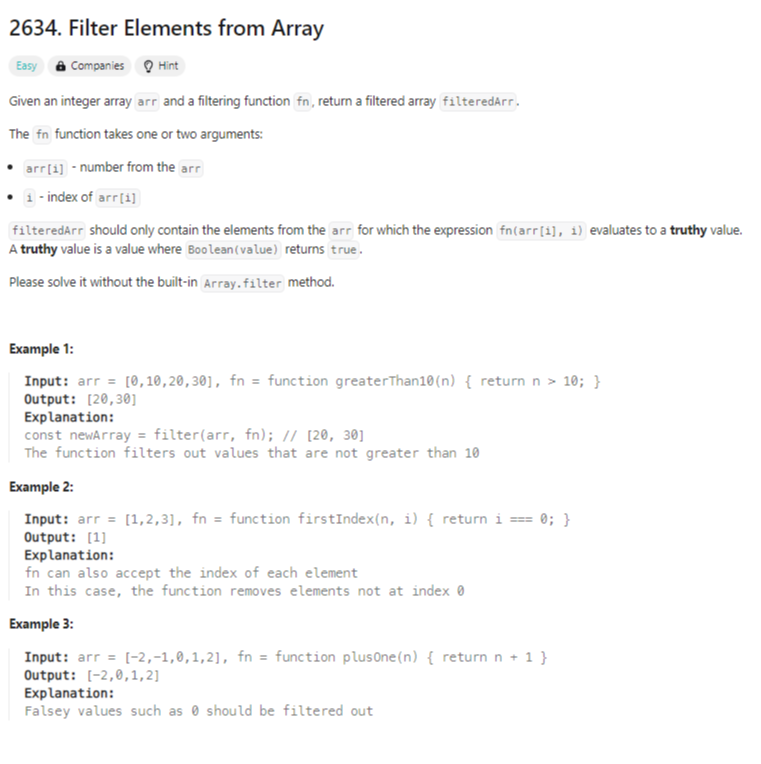 2634. Filter Elements from Array
Easy Companies Hint
Given an integer array arr and a filtering function fn, return a filtered array filteredArr.
The fn function takes one or two arguments:
• arr[i] - number from the arr
• i - index of arr[i]
filteredArr should only contain the elements from the arr for which the expression fn(arr[i], i) evaluates to a truthy value.
A truthy value is a value where Boolean(value) returns true.
Please solve it without the built-in Array.filter method.
Example 1:
Input: arr = [0,10,20,30], fn = function greaterThan10(n) { return n > 10; }
Output: [20,30]
Explanation:
const newArray = filter(arr, fn); // [20, 30]
The function filters out values that are not greater than 10
Example 2:
Input: arr = [1,2,3], fn = function firstIndex(n, i) { return i === 0; }
Output: [1]
Explanation:
fn can also accept the index of each element
In this case, the function removes elements not at index 0
Example 3:
Input: arr = [-2,-1,0,1,2], fn = function plusOne(n) { return n + 1 }
Output: [-2,0,1,2]
Explanation:
Falsey values such as 0 should be filtered out